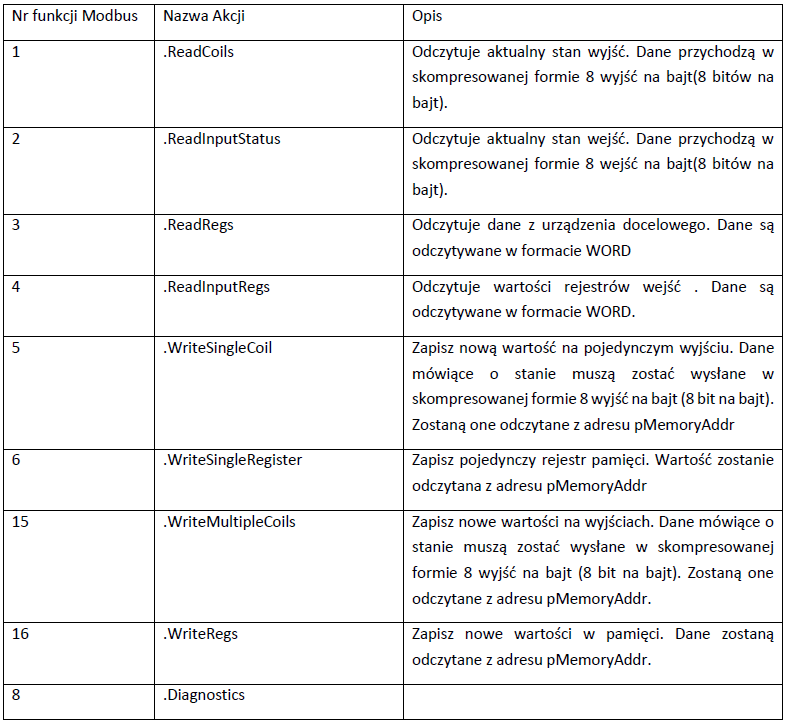 Nr funkcji Modbus Nazwa Akcji Opis
1 .ReadCoils Odczytuje aktualny stan wyjść. Dane przychodzą w
skompresowanej formie 8 wyjść na bajt(8 bitów na
bajt).
2 .ReadInputStatus Odczytuje aktualny stan wejść. Dane przychodzą w
skompresowanej formie 8 wejść na bajt(8 bitów na
bajt).
3 .ReadRegs Odczytuje dane z urządzenia docelowego. Dane są
odczytywane w formacie WORD
4 .ReadInputRegs Odczytuje wartości rejestrów wejść . Dane są
odczytywane w formacie WORD.
5 .WriteSingleCoil Zapisz nową wartość na pojedynczym wyjściu. Dane
mówiące o stanie muszą zostać wysłane w
skompresowanej formie 8 wyjść na bajt (8 bit na bajt).
Zostaną one odczytane z adresu pMemoryAddr
6 .WriteSingleRegister Zapisz pojedynczy rejestr pamięci. Wartość zostanie
odczytana z adresu pMemoryAddr
15 .WriteMultipleCoils Zapisz nowe wartości na wyjściach. Dane mówiące o
stanie muszą zostać wysłane w skompresowanej
formie 8 wyjść na bajt (8 bit na bajt). Zostaną one
odczytane z adresu pMemoryAddr.
16 .WriteRegs Zapisz nowe wartości w pamięci. Dane zostaną
odczytane z adresu pMemoryAddr.
8 .Diagnostics